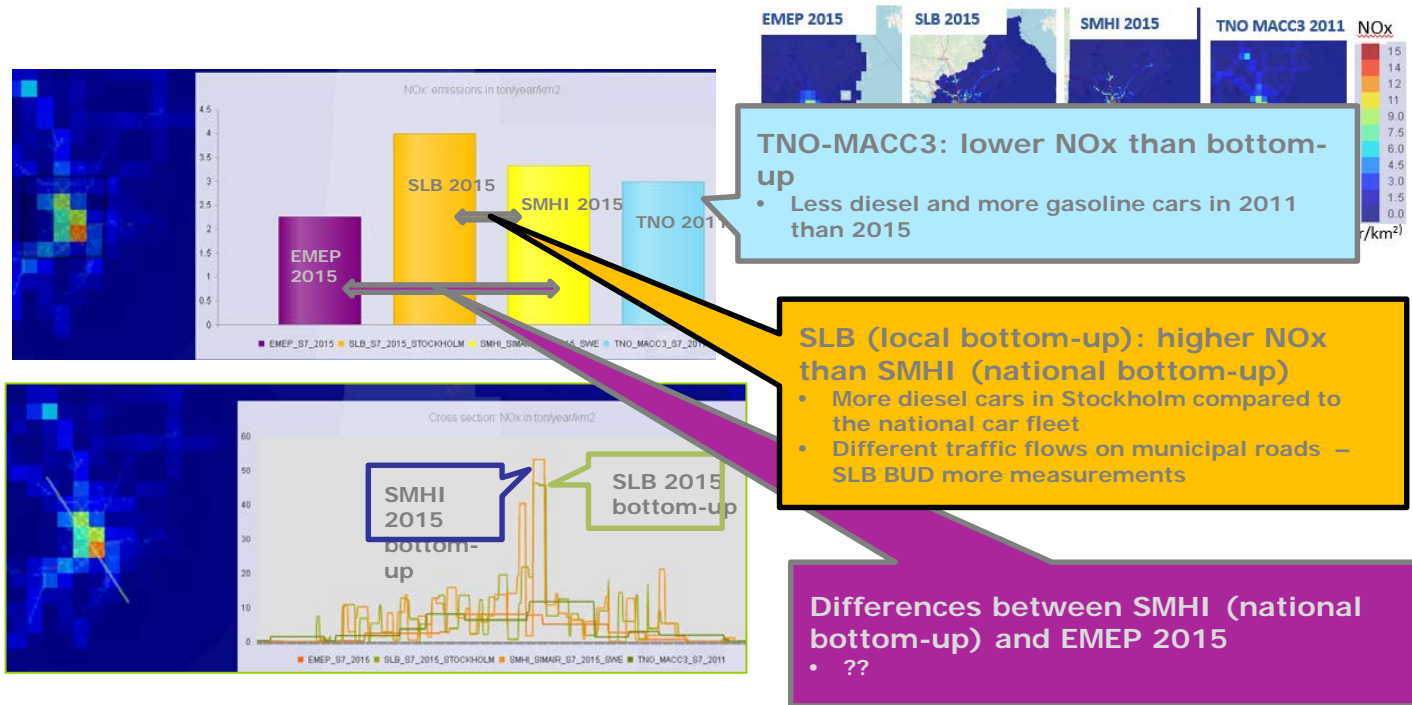 EMEP 2015
SLB 2015
SMHI 2015
TNO MACC3 2011
NOx
15
14
12
11
9.0
7.5
6.0
4.5
3.0
1.5
0.0
r/km²)
NOx: emissions in ton/year/km2
4.5
4
3.5
3
2.5
2
1.5
1
0.5
0
EMEP
2015
SLB 2015
SMHI 2015
TNO 2011
EMEP_S7_2015
SLB_S7_2015_STOCKHOLM
SMHI_SIMAIR_S7_2015_SWE
TNO_MACC3_S7_2011
TNO-MACC3: lower NOx than bottom-
up
• Less diesel and more gasoline cars in 2011
than 2015
SLB (local bottom-up): higher NOx
than SMHI (national bottom-up)
• More diesel cars in Stockholm compared to
the national car fleet
• Different traffic flows on municipal roads –
SLB BUD more measurements
Cross section: NOx in ton/year/km2
60
50
40
30
20
10
0
SMHI
2015
bottom-
up
SLB 2015
bottom-up
EMEP_S7_2015
SLB_S7_2015_STOCKHOLM
SMHI_SIMAIR_S7_2015_SWE
TNO_MACC3_S7_2011
Differences between SMHI (national
bottom-up) and EMEP 2015
• ??